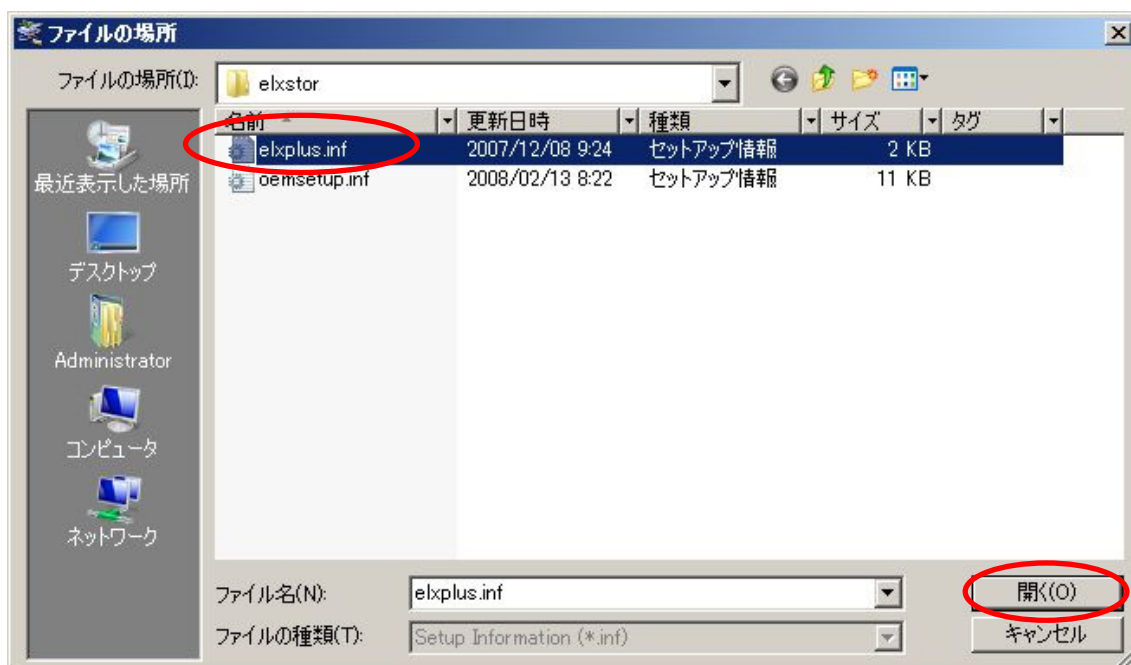 ファイルの場所
ファイルの場所(I):
elxstor
名前 更新日時 種類 サイズ タグ
elxplus.inf 2007/12/08 9:24 セットアップ情報 2 KB
oemsetup.inf 2008/02/13 8:22 セットアップ情報 11 KB
最近表示した場所
デスクトップ
Administrator
コンピュータ
ネットワーク
ファイル名(N): elxplus.inf 開く(O)
ファイルの種類(T): Setup Information (*.inf) キャンセル